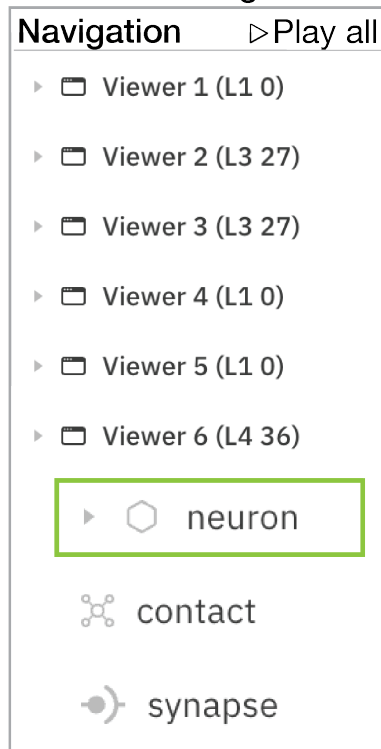 Navigation ▷Play all
Viewer 1 (L1 0)
Viewer 2 (L3 27)
Viewer 3 (L3 27)
Viewer 4 (L1 0)
Viewer 5 (L1 0)
Viewer 6 (L4 36)
neuron
contact
synapse